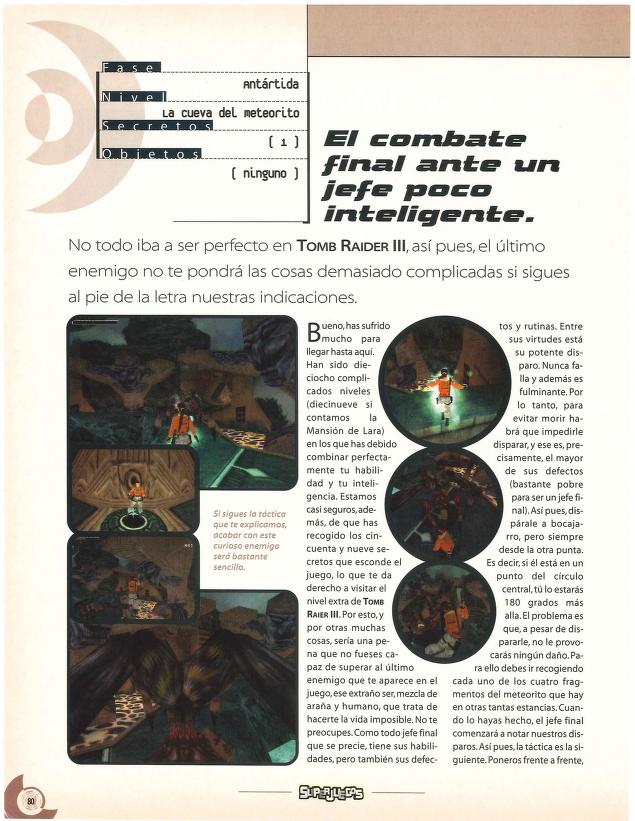 Fase
Antártida
Nivel
La cueva del meteorito
Secretos
( 1 )
Objetos
( ninguno )
El combate
final ante un
jefe poco
inteligente.
No todo iba a ser perfecto en TOMB RAIDER III, así pues, el último
enemigo no te pondrá las cosas demasiado complicadas si sigues
al pie de la letra nuestras indicaciones.
Si sigues la táctica
que te explicamos,
acabar con este
curioso enemigo
será bastante
sencillo.
Bueno, has sufrido
mucho para
llegar hasta aquí.
Han sido die-
ciocho compli-
cados niveles
(diecinueve si
contamos la
Mansión de Lara)
en los que has debido
combinar perfecta-
mente tu habili-
dad y tu inteli-
gencia. Estamos
casi seguros, ade-
más, de que has
recogido los cin-
cuenta y nueve se-
cretos que esconde el
juego, lo que te da
derecho a visitar el
nivel extra de TOMB
RAIER III. Por esto, y
por otras muchas
cosas, sería una pe-
na que no fueses ca-
paz de superar al último
enemigo que te aparece en el
juego, ese extraño ser, mezcla de
araña y humano, que trata de
hacerte la vida imposible. No te
preocupes. Como todo jefe final
que se precie, tiene sus habili-
dades, pero también sus defec-
tos y rutinas. Entre
sus virtudes está
su potente dis-
paro. Nunca fa-
lla y además es
fulminante. Por
lo tanto, para
evitar morir ha-
brá que impedirle
disparar, y ese es, pre-
cisamente, el mayor
de sus defectos
(bastante pobre
para ser un jefe fi-
nal). Así pues, dis-
párale a bocaja-
rro, pero siempre
desde la otra punta.
Es decir, si él está en un
punto del círculo
central, tú lo estarás
180 grados más
alla. El problema es
que, a pesar de dis-
pararle, no le provo-
carás ningún daño. Pa-
ra ello debes ir recogiendo
cada uno de los cuatro frag-
mentos del meteorito que hay
en otras tantas estancias. Cuan-
do lo hayas hecho, el jefe final
comenzará a notar nuestros dis-
paros. Así pues, la táctica es la si-
guiente. Poneros frente a frente,
80
SUPERJUEGOS